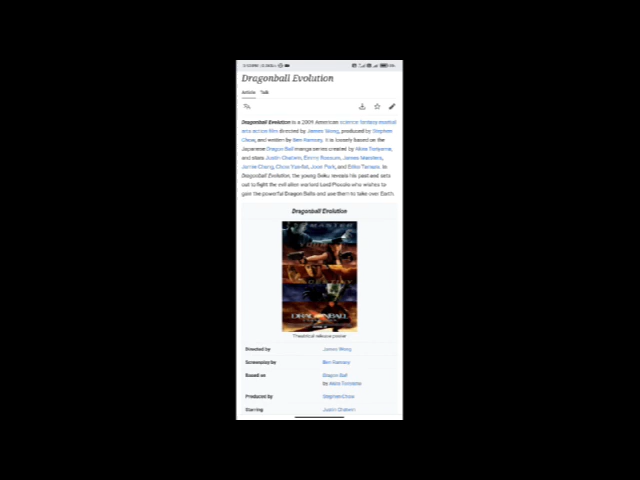 Dragonball Evolution
Article Talk
Dragonball Evolution is a 2009 American science fantasy martial
arts action film directed by James Wong, produced by Stephen
Chow, and written by Ben Ramsey. It is loosely based on the
Japanese Dragon Ball manga series created by Akira Toriyama,
and stars Justin Chatwin, Emmy Rossum, James Marsters,
Jamie Chung, Chow Yun-fat, Joon Park, and Eriko Tamura. In
Dragonball Evolution, the young Goku reveals his past and sets
out to fight the evil alien warlord Lord Piccolo who wishes to
gain the powerful Dragon Balls and use them to take over Earth.
Dragonball Evolution
DRAGONBALL
Theatrical release poster
Directed by James Wong
Screenplay by Ben Ramsey
Based on Dragon Ball
by Akira Toriyama
Produced by Stephen Chow
Starring Justin Chatwin